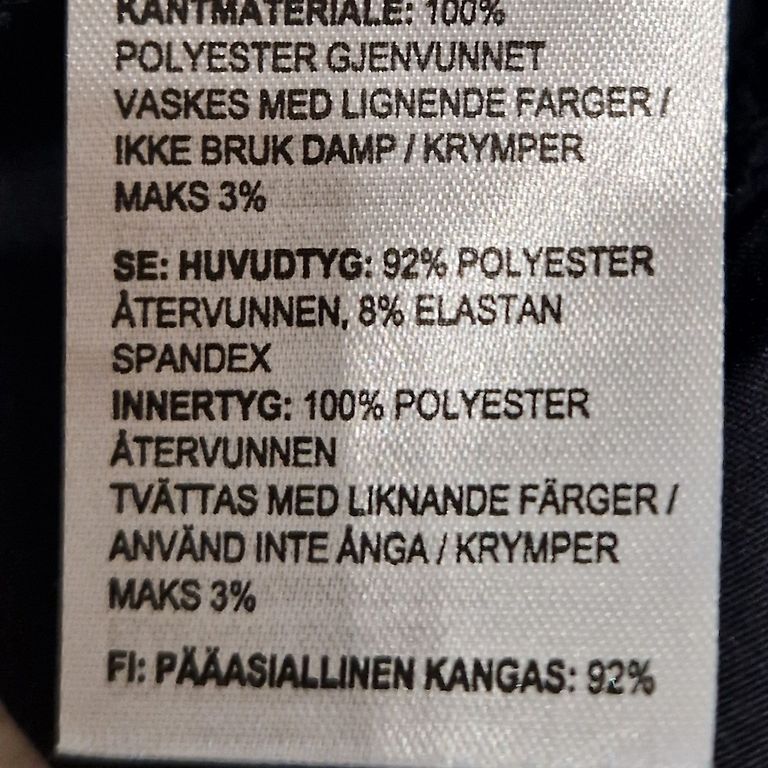 KANTMATERIALE: 100%
POLYESTER GJENVUNNET
VASKES MED LIGNENDE FARGER /
IKKE BRUK DAMP / KRYMPER
MAKS 3%
SE: HUVUDTYG: 92% POLYESTER
ÅTERVUNNEN, 8% ELASTAN
SPANDEX
INNERTYG: 100% POLYESTER
ÅTERVUNNEN
TVÄTTAS MED LIKNANDE FÄRGER /
ANVÄND INTE ÅNGA / KRYMPER
MAKS 3%
FI: PÄÄASIALLINEN KANGAS: 92%